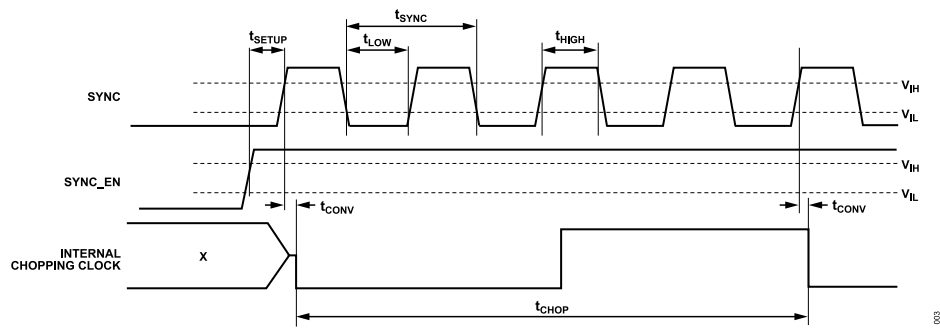 tSYNC
tSETUP
tLOW
tHIGH
SYNC
VIH
VIL
SYNC_EN
VIH
VIL
tCONV
tCONV
INTERNAL
CHOPPING CLOCK
X
tCHOP
003